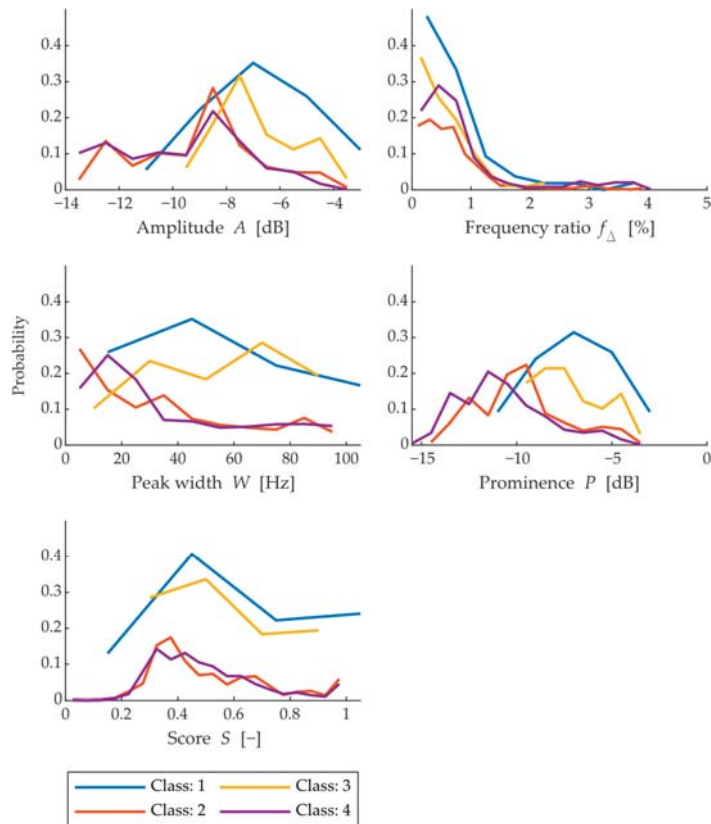 0.4
0.3
0.2
0.1
0
−14 −12 −10 −8 −6 −4
Amplitude A [dB]
0.4
0.3
0.2
0.1
0
0 1 2 3 4 5
Frequency ratio f_Δ [%]
Probability
0.4
0.3
0.2
0.1
0
0 20 40 60 80 100
Peak width W [Hz]
0.4
0.3
0.2
0.1
0
−15 −10 −5 0
Prominence P [dB]
0.4
0.3
0.2
0.1
0
0.2 0.4 0.6 0.8 1
Score S [−]
Class: 1 Class: 3
Class: 2 Class: 4